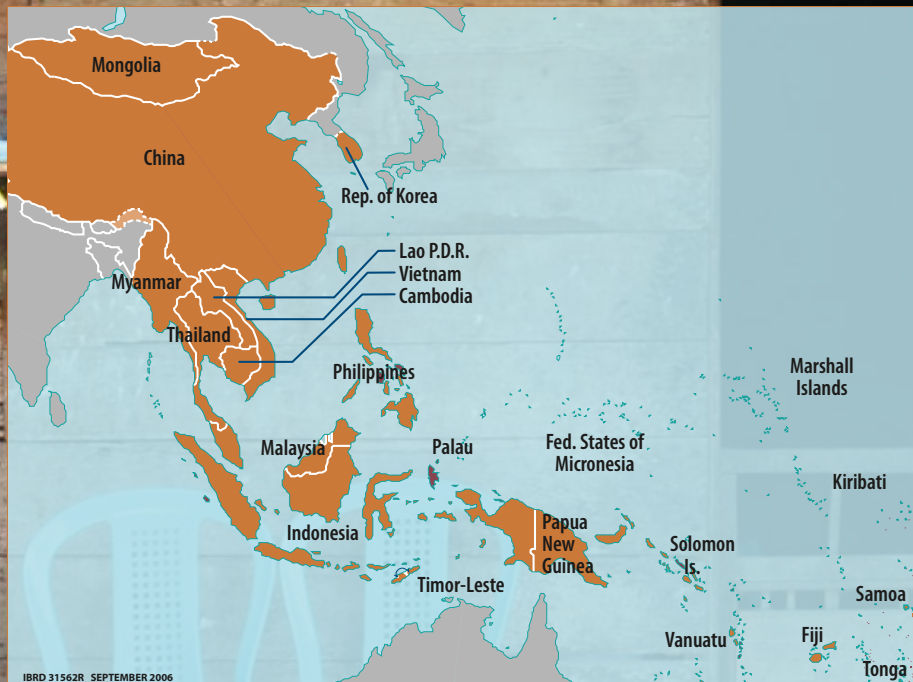 Mongolia
China
Rep. of Korea
Lao P.D.R.
Vietnam
Cambodia
Myanmar
Thailand
Philippines
Marshall
Islands
Malaysia
Palau
Fed. States of
Micronesia
Kiribati
Indonesia
Papua
New
Guinea
Solomon
Is.
Timor-Leste
Samoa
Vanuatu
Fiji
Tonga
IBRD 31562R SEPTEMBER 2006